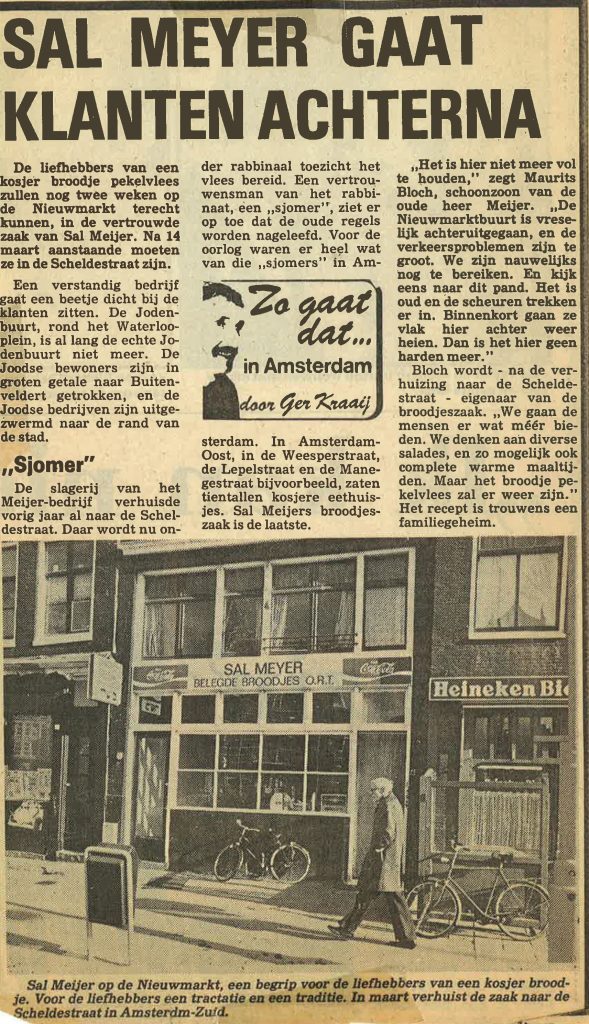 SAL MEYER GAAT
KLANTEN ACHTERNA
De liefhebbers van een
kosjer broodje pekelvlees
zullen nog twee weken op
de Nieuwmarkt terecht
kunnen, in de vertrouwde
zaak van Sal Meijer. Na 14
maart aanstaande moeten
ze in de Scheldestraat zijn.
Een verstandig bedrijf
gaat een beetje dicht bij de
klanten zitten. De Joden-
buurt, rond het Waterloo-
plein, is al lang de echte Jo-
denbuurt niet meer. De
Joodse bewoners zijn in
groten getale naar Buiten-
veldert getrokken, en de
Joodse bedrijven zijn uitge-
zwermd naar de rand van
de stad.
„Sjomer”
De slagerij van het
Meijer-bedrijf verhuisde
vorig jaar al naar de Schel-
destraat. Daar wordt nu on-
der rabbinaal toezicht het
vlees bereid. Een vertrou-
wensman van het rabbi-
naat, een „sjomer”, ziet er
op toe dat de oude regels
worden nageleefd. Voor de
oorlog waren er heel wat
van die „sjomers” in Am-
Zo gaat
dat...
in Amsterdam
door Ger Kraaij
sterdam. In Amsterdam-
Oost, in de Weesperstraat,
de Lepelstraat en de Mane-
gestraat bijvoorbeeld, zaten
tientallen kosjere eethuis-
jes. Sal Meijers broodjes-
zaak is de laatste.
„Het is hier niet meer vol
te houden,” zegt Maurits
Bloch, schoonzoon van de
oude heer Meijer. „De
Nieuwmarktbuurt is vrese-
lijk achteruitgegaan, en de
verkeersproblemen zijn te
groot. We zijn nauwelijks
nog te bereiken. En kijk
eens naar dit pand. Het is
oud en de scheuren trekken
er in. Binnenkort gaan ze
vlak hier achter weer
heien. Dan is het hier geen
harden meer.”
Bloch wordt - na de ver-
huizing naar de Schelde-
straat - eigenaar van de
broodjeszaak. „We gaan de
mensen er wat méér bie-
den. We denken aan diverse
salades, en zo mogelijk ook
complete warme maaltij-
den. Maar het broodje pe-
kelvlees zal er weer zijn.”
Het recept is trouwens een
familiegeheim.
Coca-Cola
SAL MEYER
BELEGDE BROODJES O.R.T.
Coca-Cola
Heineken Bie
Sal Meijer op de Nieuwmarkt, een begrip voor de liefhebbers van een kosjer brood-
je. Voor de liefhebbers een tractatie en een traditie. In maart verhuist de zaak naar de
Scheldestraat in Amsterdm-Zuid.